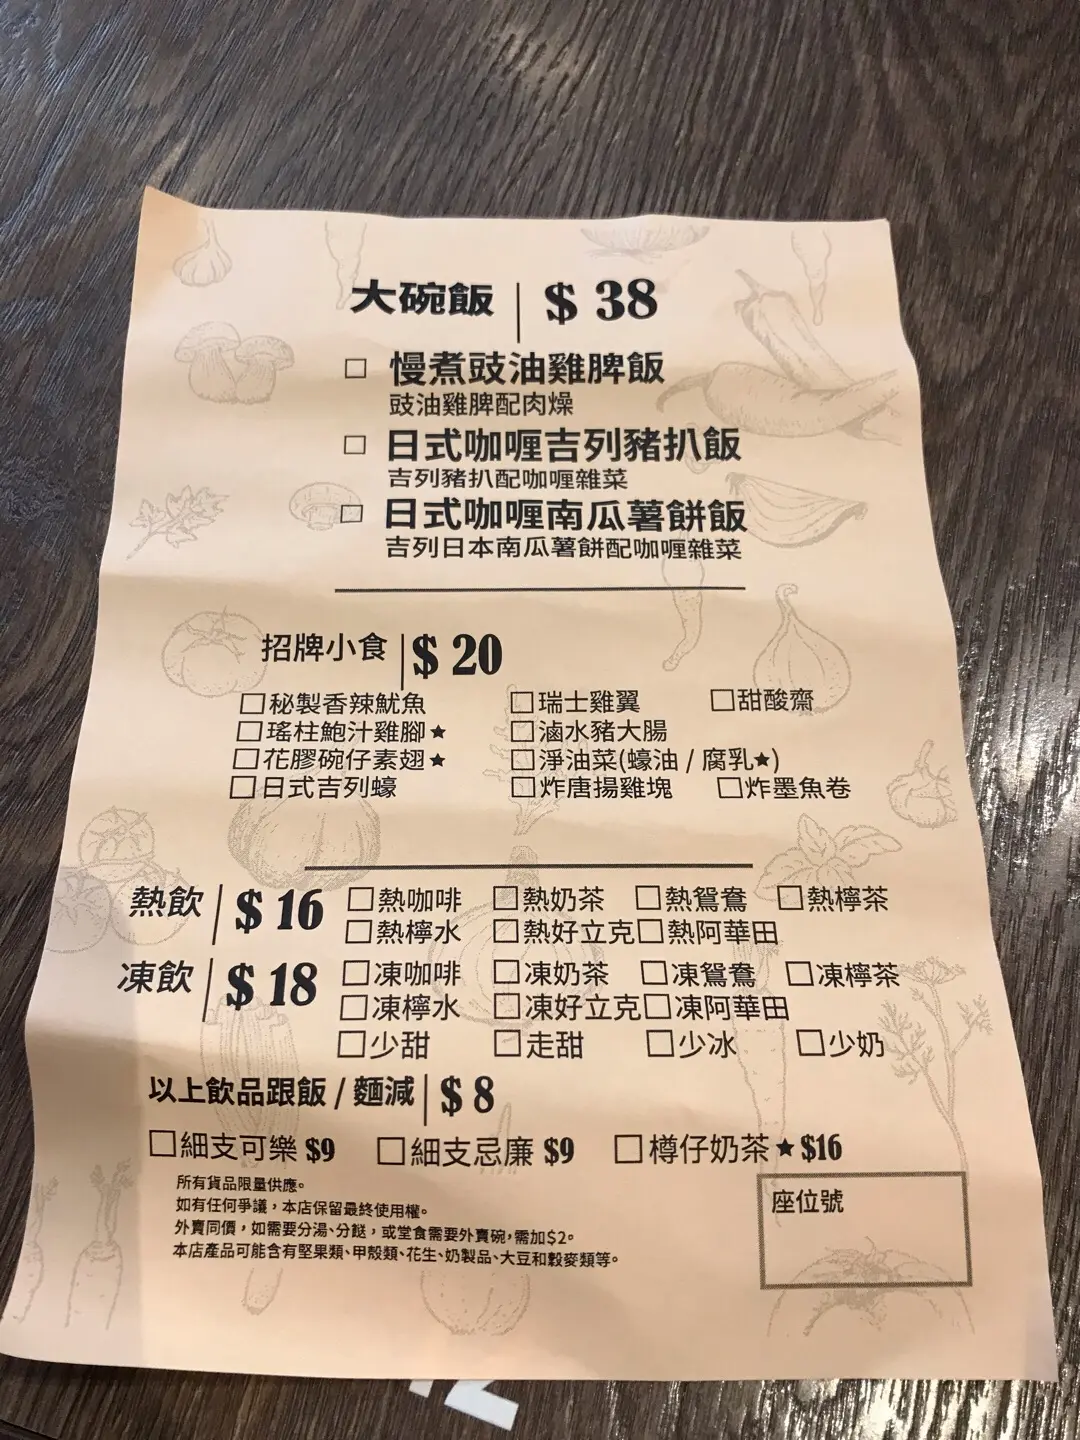 大碗飯 | $ 38
□ 慢煮豉油雞脾飯
豉油雞脾配肉燥
□ 日式咖喱吉列豬扒飯
吉列豬扒配咖喱雜菜
□ 日式咖喱南瓜薯餅飯
吉列日本南瓜薯餅配咖喱雜菜
招牌小食 | $ 20
□秘製香辣魷魚 □瑞士雞翼 □甜酸齋
□瑤柱鮑汁雞腳★ □滷水豬大腸
□花膠碗仔素翅★ □淨油菜(蠔油 / 腐乳★)
□日式吉列蠔 □炸唐揚雞塊 □炸墨魚卷
熱飲 | $ 16 □熱咖啡 □熱奶茶 □熱鴛鴦 □熱檸茶
□熱檸水 □熱好立克 □熱阿華田
凍飲 | $ 18 □凍咖啡 □凍奶茶 □凍鴛鴦 □凍檸茶
□凍檸水 □凍好立克 □凍阿華田
□少甜 □走甜 □少冰 □少奶
以上飲品跟飯 / 麵減 | $ 8
□細支可樂 $9 □細支忌廉 $9 □樽仔奶茶★$16
所有貨品限量供應。
如有任何爭議，本店保留最終使用權。
外賣同價，如需要分湯、分餸，或堂食需要外賣碗，需加$2。
本店產品可能含有堅果類、甲殼類、花生、奶製品、大豆和穀麥類等。
座位號